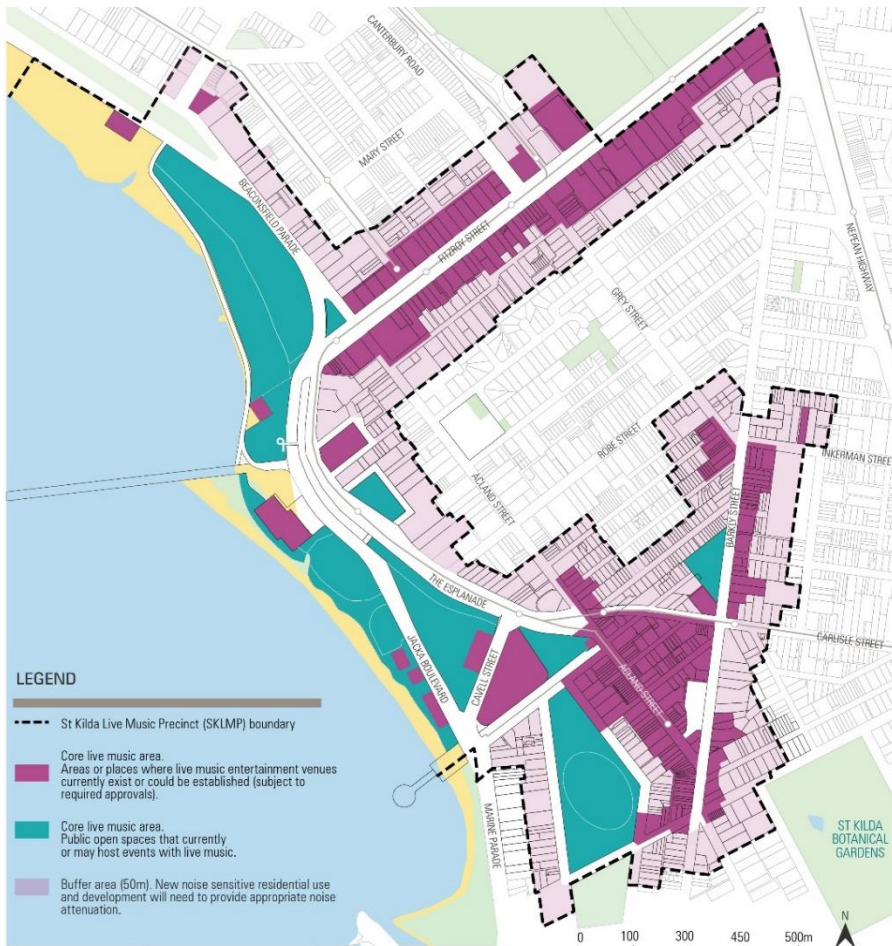 CANTERBURY ROAD
MARY STREET
BEACONSFIELD PARADE
FITZROY STREET
NEPEAN HIGHWAY
GREY STREET
ROBE STREET
INKERMAN STREET
ACLAND STREET
BARKLY STREET
THE ESPLANADE
CARLISLE STREET
JACKA BOULEVARD
CAVELL STREET
ACLAND STREET
MARINE PARADE
ST KILDA
BOTANICAL
GARDENS
LEGEND
St Kilda Live Music Precinct (SKLMP) boundary
Core live music area.
Areas or places where live music entertainment venues
currently exist or could be established (subject to
required approvals).
Core live music area.
Public open spaces that currently
or may host events with live music.
Buffer area (50m). New noise sensitive residential use
and development will need to provide appropriate noise
attenuation.
0 100 300 450 500m
N